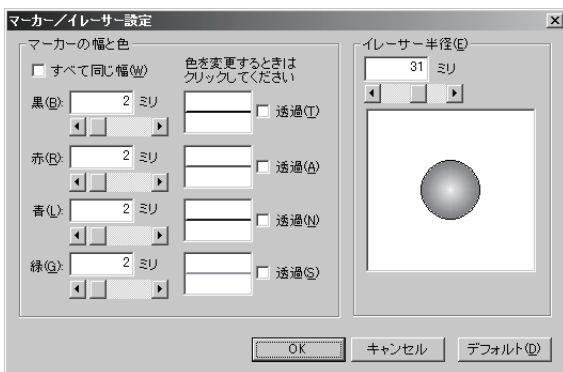 マーカー／イレーサー設定
マーカーの幅と色
すべて同じ幅(W)
色を変更するときは
クリックしてください
黒(B): 2 ミリ
透過(T)
赤(R): 2 ミリ
透過(A)
青(L): 2 ミリ
透過(N)
緑(G): 2 ミリ
透過(S)
イレーサー半径(E)
31 ミリ
OK
キャンセル
デフォルト(D)